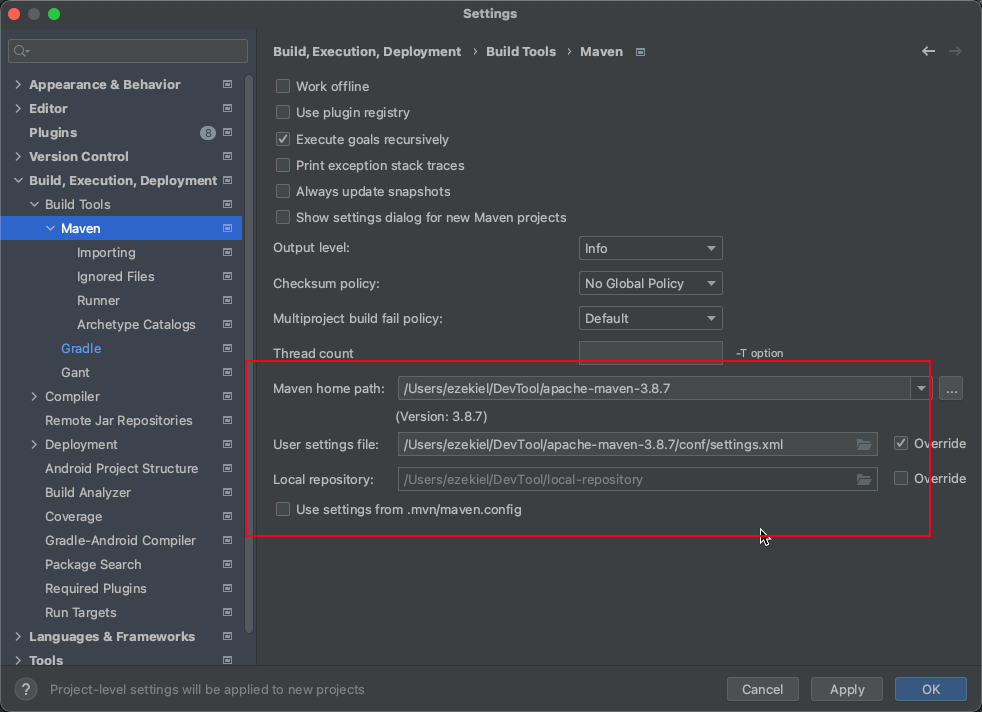 Settings
Appearance & Behavior
Editor
Plugins 8
Version Control
Build, Execution, Deployment
Build Tools
Maven
Importing
Ignored Files
Runner
Archetype Catalogs
Gradle
Gant
Compiler
Remote Jar Repositories
Deployment
Android Project Structure
Build Analyzer
Coverage
Gradle-Android Compiler
Package Search
Required Plugins
Run Targets
Languages & Frameworks
Tools
Build, Execution, Deployment › Build Tools › Maven
Work offline
Use plugin registry
Execute goals recursively
Print exception stack traces
Always update snapshots
Show settings dialog for new Maven projects
Output level: Info
Checksum policy: No Global Policy
Multiproject build fail policy: Default
Thread count -T option
Maven home path: /Users/ezekiel/DevTool/apache-maven-3.8.7 ...
(Version: 3.8.7)
User settings file: /Users/ezekiel/DevTool/apache-maven-3.8.7/conf/settings.xml Override
Local repository: /Users/ezekiel/DevTool/local-repository Override
Use settings from .mvn/maven.config
? Project-level settings will be applied to new projects
Cancel Apply OK